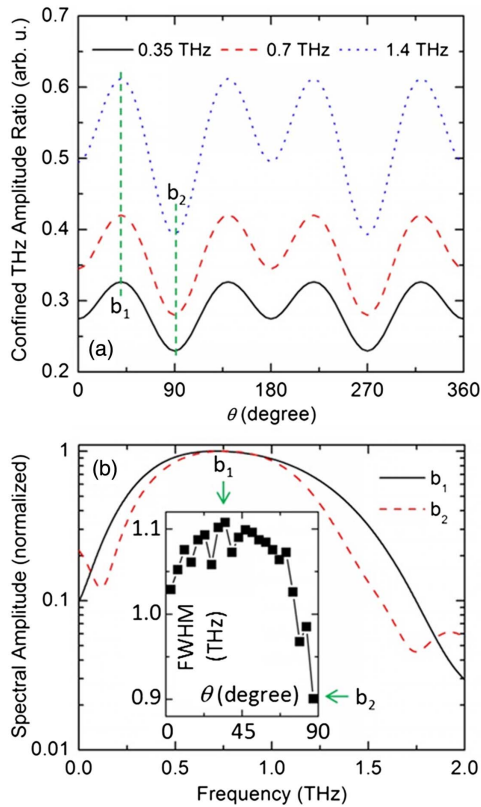 0.35 THz 0.7 THz 1.4 THz
0.7
0.6
0.5
0.4
0.3
0.2
Confined THz Amplitude Ratio (arb. u.)
b1
b2
(a)
0 90 180 270 360
θ (degree)
(b)
b1
b1
b2
1
0.1
0.01
Spectral Amplitude (normalized)
1.1
1.0
0.9
FWHM
(THz)
θ (degree)
b2
0 45 90
0.0 0.5 1.0 1.5 2.0
Frequency (THz)